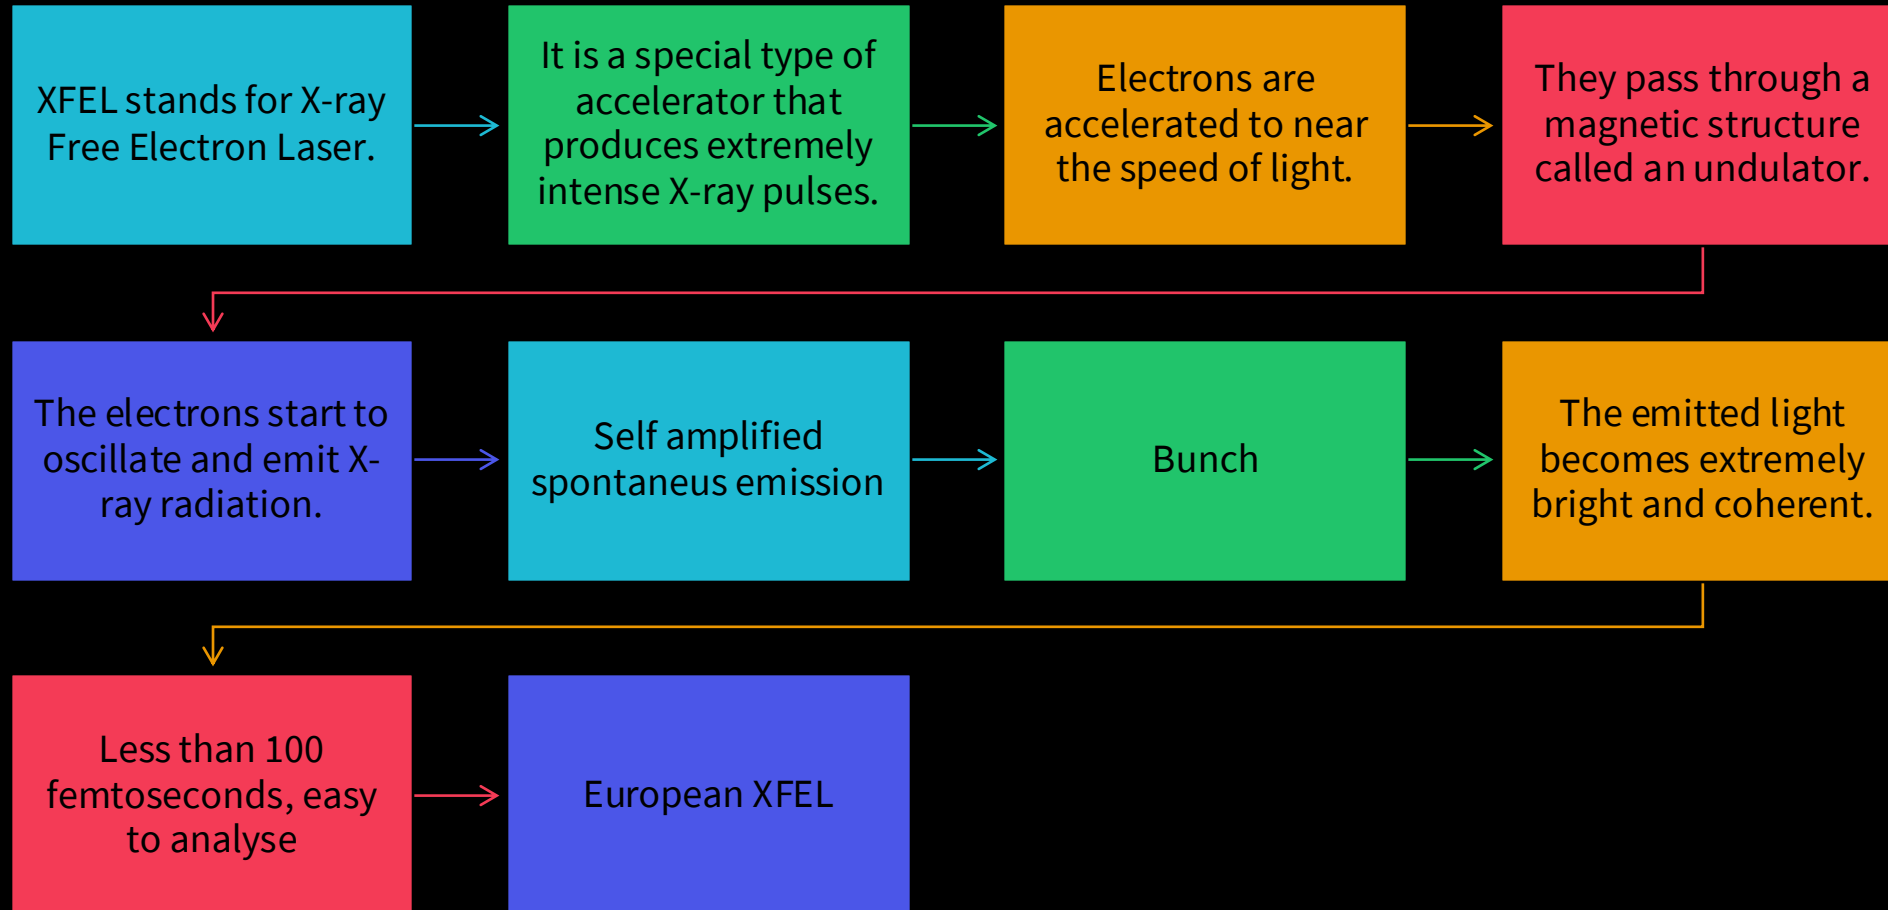 XFEL stands for X-ray
Free Electron Laser.
It is a special type of
accelerator that
produces extremely
intense X-ray pulses.
Electrons are
accelerated to near
the speed of light.
They pass through a
magnetic structure
called an undulator.
The electrons start to
oscillate and emit X-
ray radiation.
Self amplified
spontaneus emission
Bunch
The emitted light
becomes extremely
bright and coherent.
Less than 100
femtoseconds, easy
to analyse
European XFEL